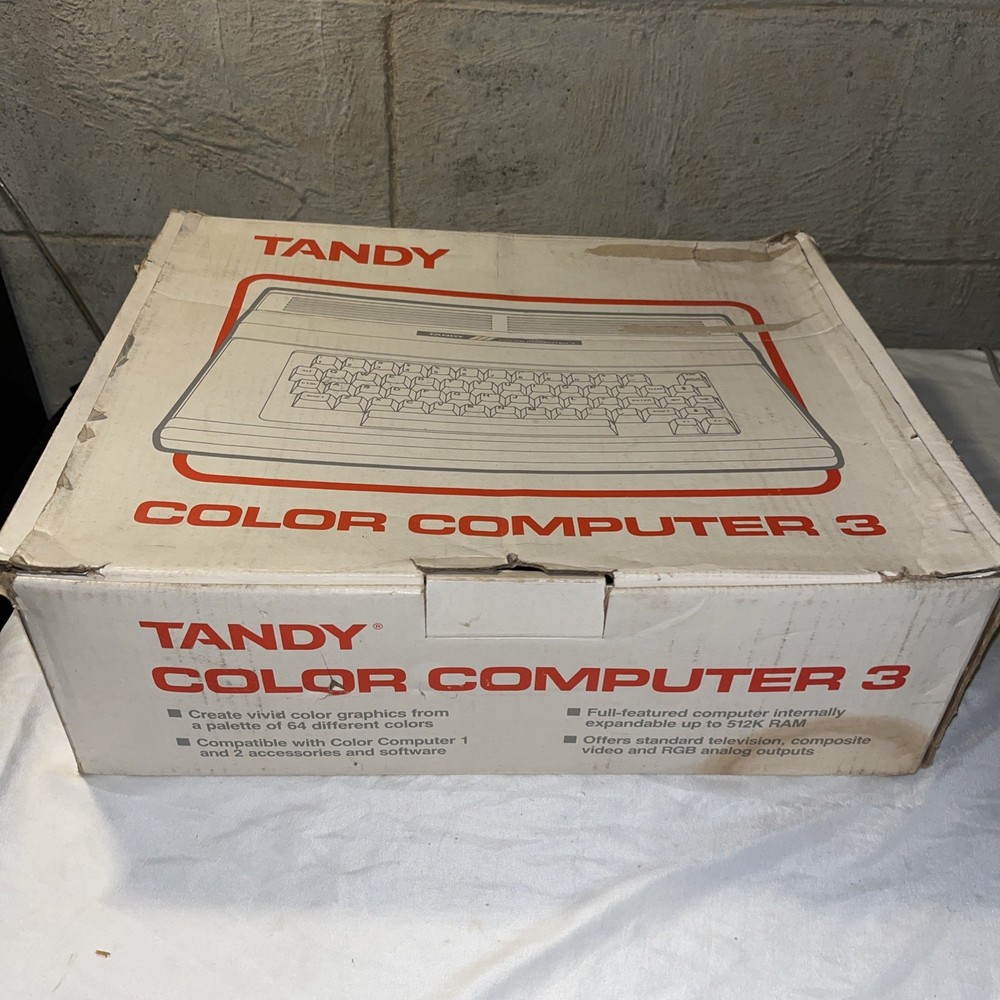 TANDY
TANDY
COLOR COMPUTER 3
TANDY®
COLOR COMPUTER 3
■ Create vivid color graphics from
a palette of 64 different colors
■ Compatible with Color Computer 1
and 2 accessories and software
■ Full-featured computer internally
expandable up to 512K RAM
■ Offers standard television, composite
video and RGB analog outputs